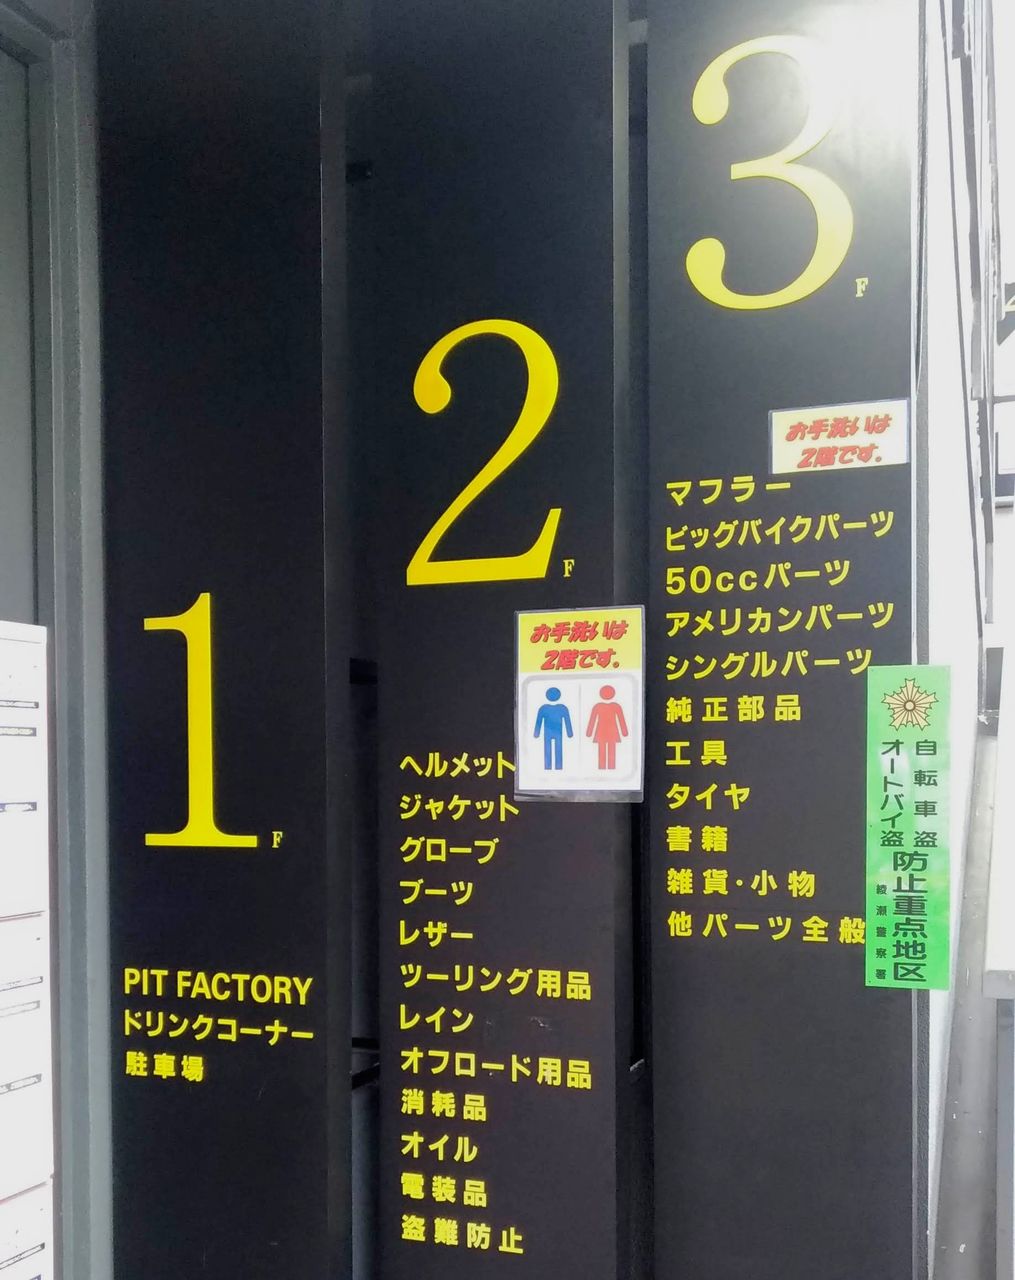 1F
PIT FACTORY
ドリンクコーナー
駐車場
2F
お手洗いは
2階です。
ヘルメット
ジャケット
グローブ
ブーツ
レザー
ツーリング用品
レイン
オフロード用品
消耗品
オイル
電装品
盗難防止
3F
お手洗いは
2階です。
マフラー
ビッグバイクパーツ
50ccパーツ
アメリカンパーツ
シングルパーツ
純正部品
工具
タイヤ
書籍
雑貨・小物
他パーツ全般
自転車盗
オートバイ盗
防止重点地区
綾瀬警察署